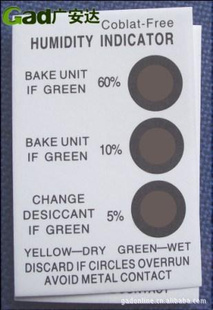 Gad广安达
Coblat-Free
HUMIDITY INDICATOR
BAKE UNIT
IF GREEN
60%
BAKE UNIT
IF GREEN
10%
CHANGE
DESICCANT
IF GREEN
5%
YELLOW—DRY GREEN—WET
DISCARD IF CIRCLES OVERRUN
AVOID METAL CONTACT